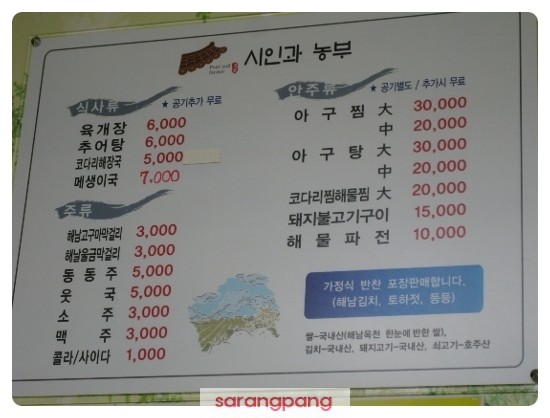 Poet and farmer
시인과 농부
식사류
★ 공기추가 무료
육개장 6,000
추어탕 6,000
코다리해장국 5,000
메생이국 7,000
주류
해남고구마막걸리 3,000
해남울금막걸리 3,000
동동주 5,000
웃국 5,000
소주 3,000
맥주 3,000
콜라/사이다 1,000
안주류
★ 공기별도 / 추가시 무료
아구찜 大 30,000
中 20,000
아구탕 大 30,000
中 20,000
코다리찜해물찜 大 20,000
돼지불고기구이 15,000
해물파전 10,000
가정식 반찬 포장판매합니다.
(해남김치, 토하젓, 등등)
쌀-국내산(해남옥천 한눈에 반한 쌀),
김치-국내산, 돼지고기-국내산, 쇠고기-호주산
sarangpang